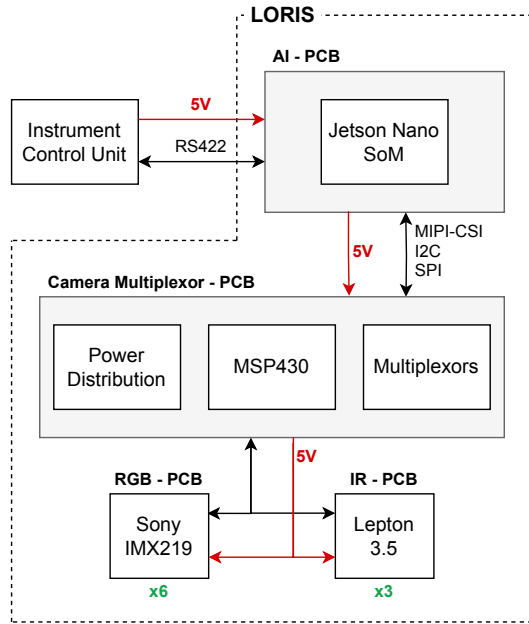 LORIS
AI - PCB
5V
Instrument
Control Unit
RS422
Jetson Nano
SoM
5V
MIPI-CSI
I2C
SPI
Camera Multiplexor - PCB
Power
Distribution
MSP430
Multiplexors
5V
RGB - PCB
IR - PCB
Sony
IMX219
Lepton
3.5
x6
x3